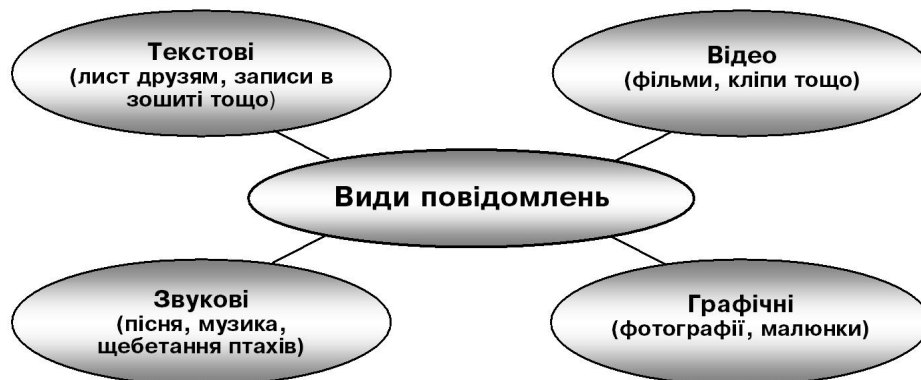 Текстові
(лист друзям, записи в
зошиті тощо)
Відео
(фільми, кліпи тощо)
Види повідомлень
Звукові
(пісня, музика,
щебетання птахів)
Графічні
(фотографії, малюнки)